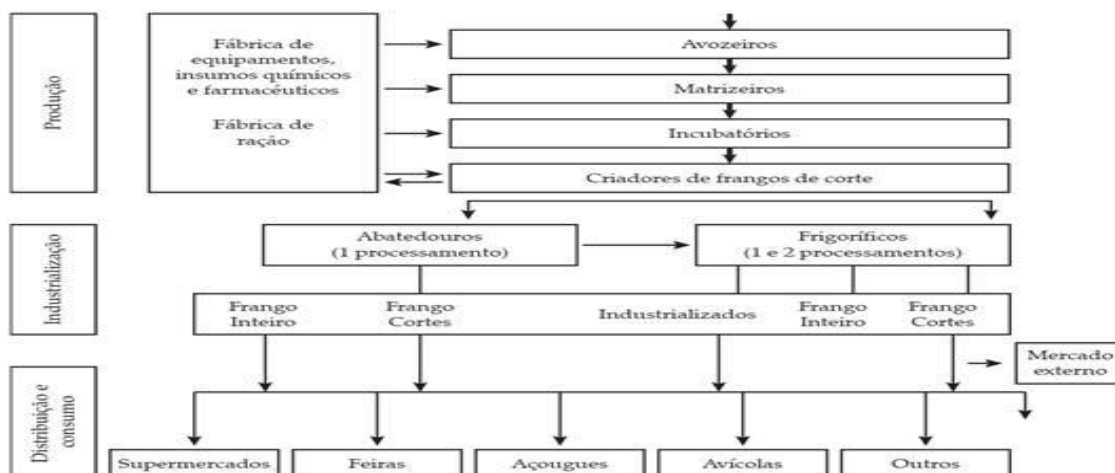 Produção
Fábrica de
equipamentos,
insumos químicos
e farmacéuticos
Fábrica de
ração
Avozeiros
Matrizeiros
Incubatórios
Criadores de frangos de corte
Industrialização
Abatedouros
(1 processamento)
Frigoríficos
(1 e 2 processamentos)
Frango
Inteiro
Frango
Cortes
Industrializados
Frango
Inteiro
Frango
Cortes
Mercado
externo
Distribuição e
consumo
Supermercados
Feiras
Açougues
Avícolas
Outros